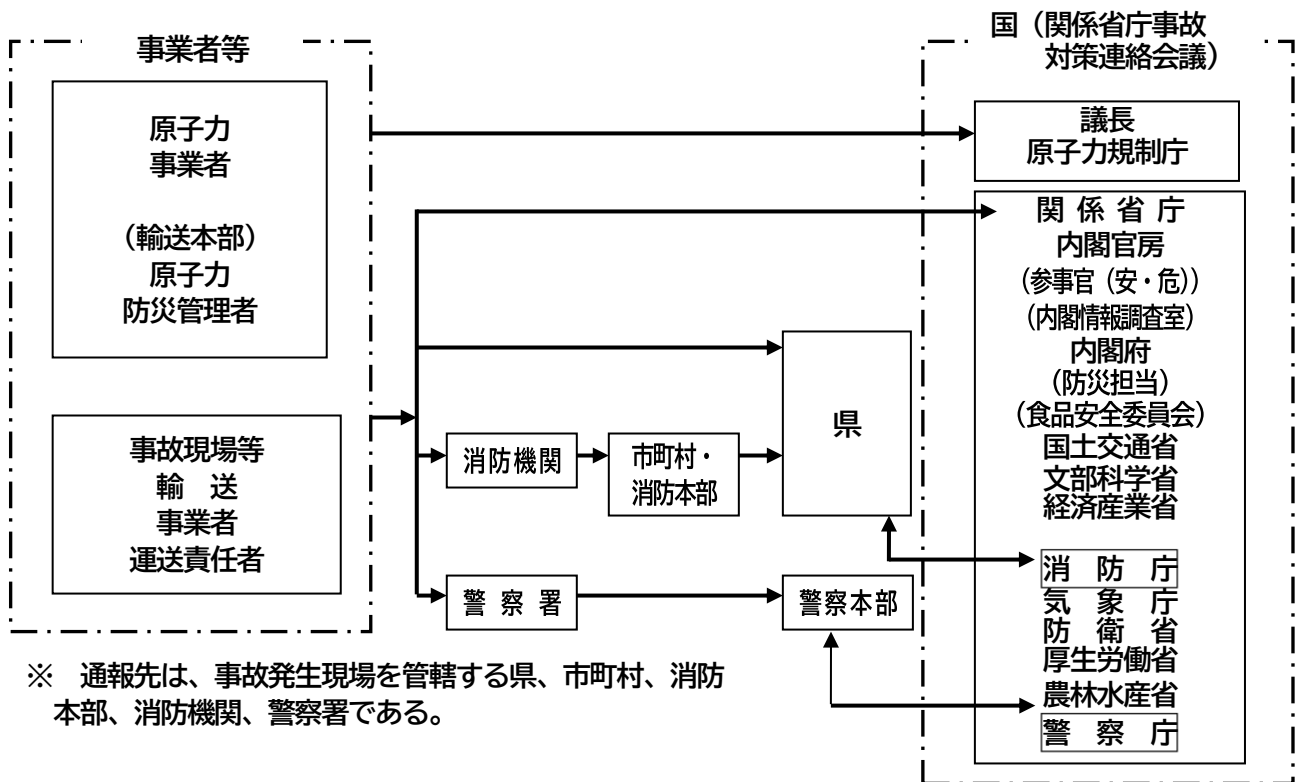 事業者等
原子力
事業者
（輸送本部）
原子力
防災管理者
事故現場等
輸　送
事業者
運送責任者
消防機関
市町村・
消防本部
県
警 察 署
警察本部
国（関係省庁事故
対策連絡会議）
議長
原子力規制庁
関 係 省 庁
内閣官房
（参事官（安・危））
（内閣情報調査室）
内閣府
（防災担当）
（食品安全委員会）
国土交通省
文部科学省
経済産業省
消　防　庁
気　象　庁
防　衛　省
厚生労働省
農林水産省
警　察　庁
※　通報先は、事故発生現場を管轄する県、市町村、消防
本部、消防機関、警察署である。